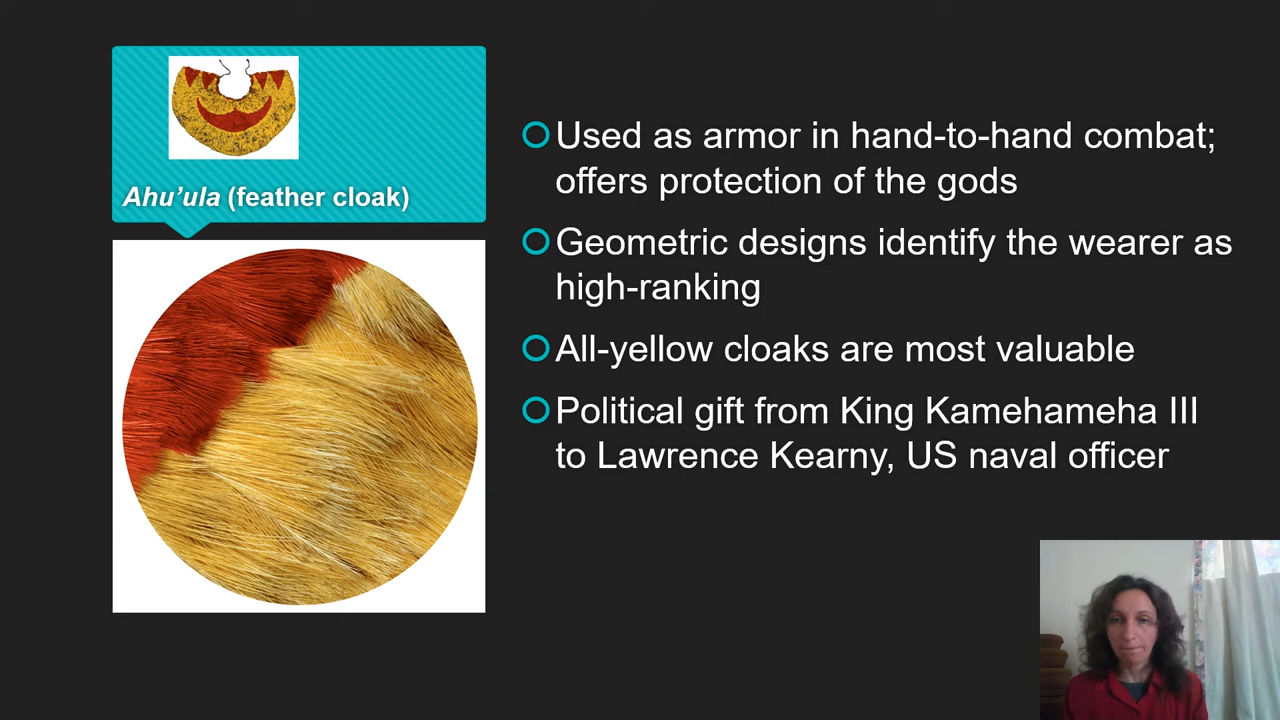 Ahu’ula (feather cloak)
Used as armor in hand-to-hand combat;
offers protection of the gods
Geometric designs identify the wearer as
high-ranking
All-yellow cloaks are most valuable
Political gift from King Kamehameha III
to Lawrence Kearny, US naval officer